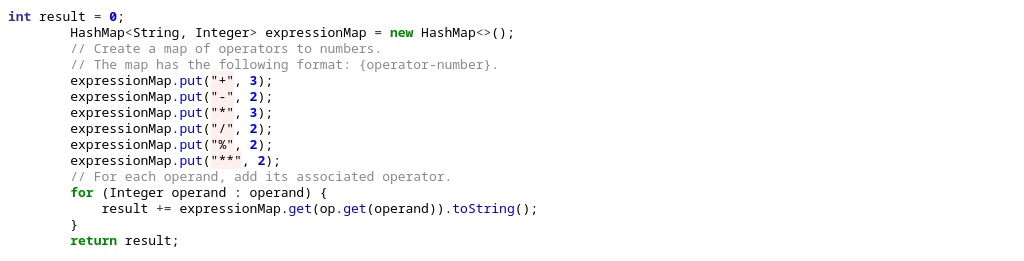 int result = 0;
        HashMap<String, Integer> expressionMap = new HashMap<>();
        // Create a map of operators to numbers.
        // The map has the following format: {operator-number}.
        expressionMap.put("+", 3);
        expressionMap.put("-", 2);
        expressionMap.put("*", 3);
        expressionMap.put("/", 2);
        expressionMap.put("%", 2);
        expressionMap.put("**", 2);
        // For each operand, add its associated operator.
        for (Integer operand : operand) {
            result += expressionMap.get(op.get(operand)).toString();
        }
        return result;